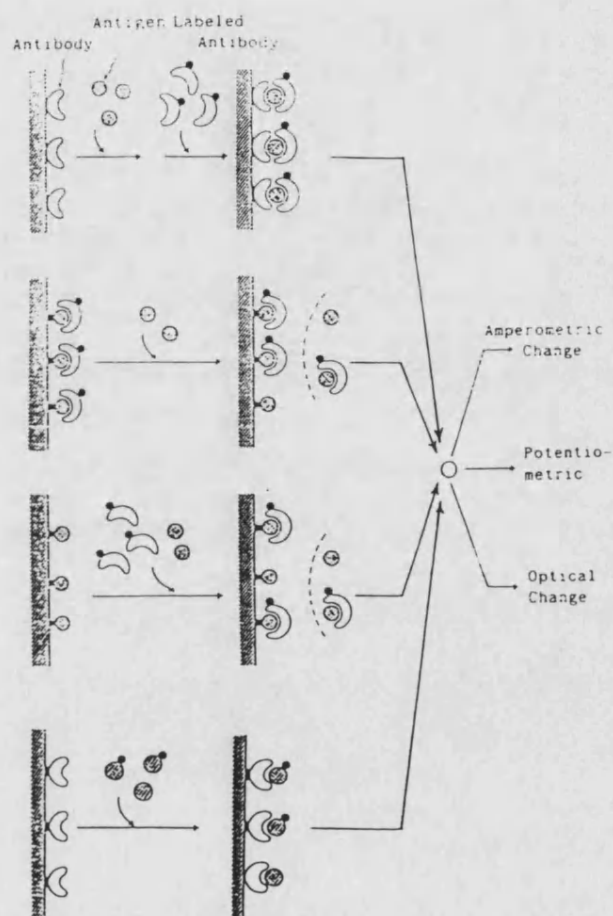 Antigen Labeled
Antibody Antibody
Amperometric
Change
Potentio-
metric
Optical
Change